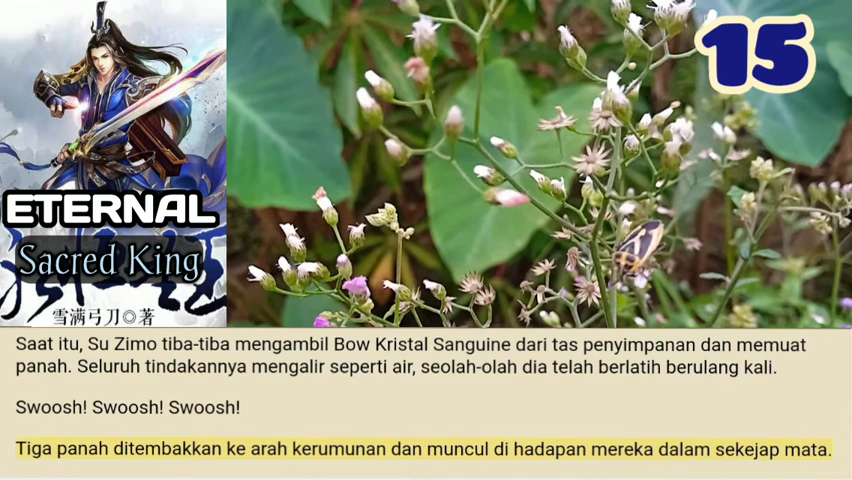 15
ETERNAL
Sacred King
雪满弓刀◎著
Saat itu, Su Zimo tiba-tiba mengambil Bow Kristal Sanguine dari tas penyimpanan dan memuat
panah. Seluruh tindakannya mengalir seperti air, seolah-olah dia telah berlatih berulang kali.
Swoosh! Swoosh! Swoosh!
Tiga panah ditembakkan ke arah kerumunan dan muncul di hadapan mereka dalam sekejap mata.